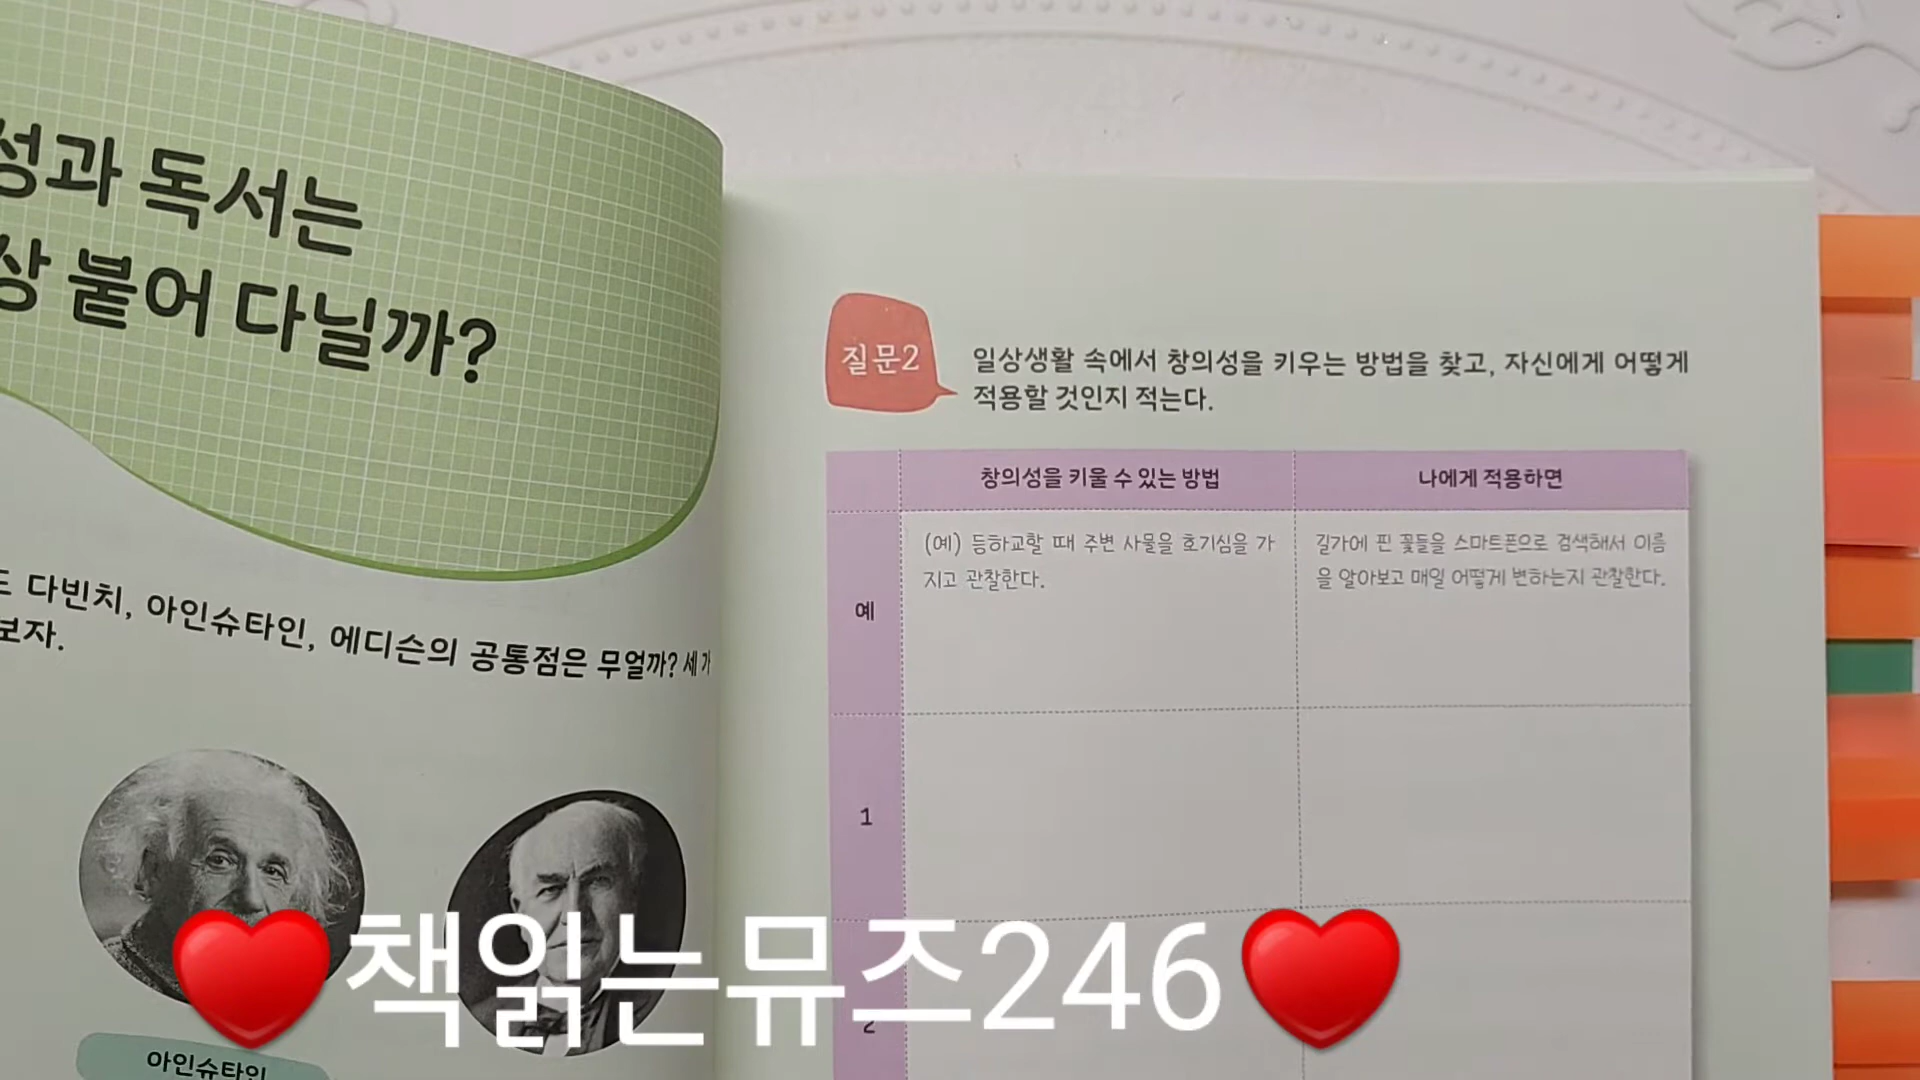 성과 독서는
상 붙어 다닐까?
도 다빈치, 아인슈타인, 에디슨의 공통점은 무얼까? 세 가
보자.
아인슈타인
질문2
일상생활 속에서 창의성을 키우는 방법을 찾고, 자신에게 어떻게
적용할 것인지 적는다.
창의성을 키울 수 있는 방법
나에게 적용하면
예
(예) 등하교할 때 주변 사물을 호기심을 가
지고 관찰한다.
길가에 핀 꽃들을 스마트폰으로 검색해서 이름
을 알아보고 매일 어떻게 변하는지 관찰한다.
1
2
❤️책읽는뮤즈246❤️